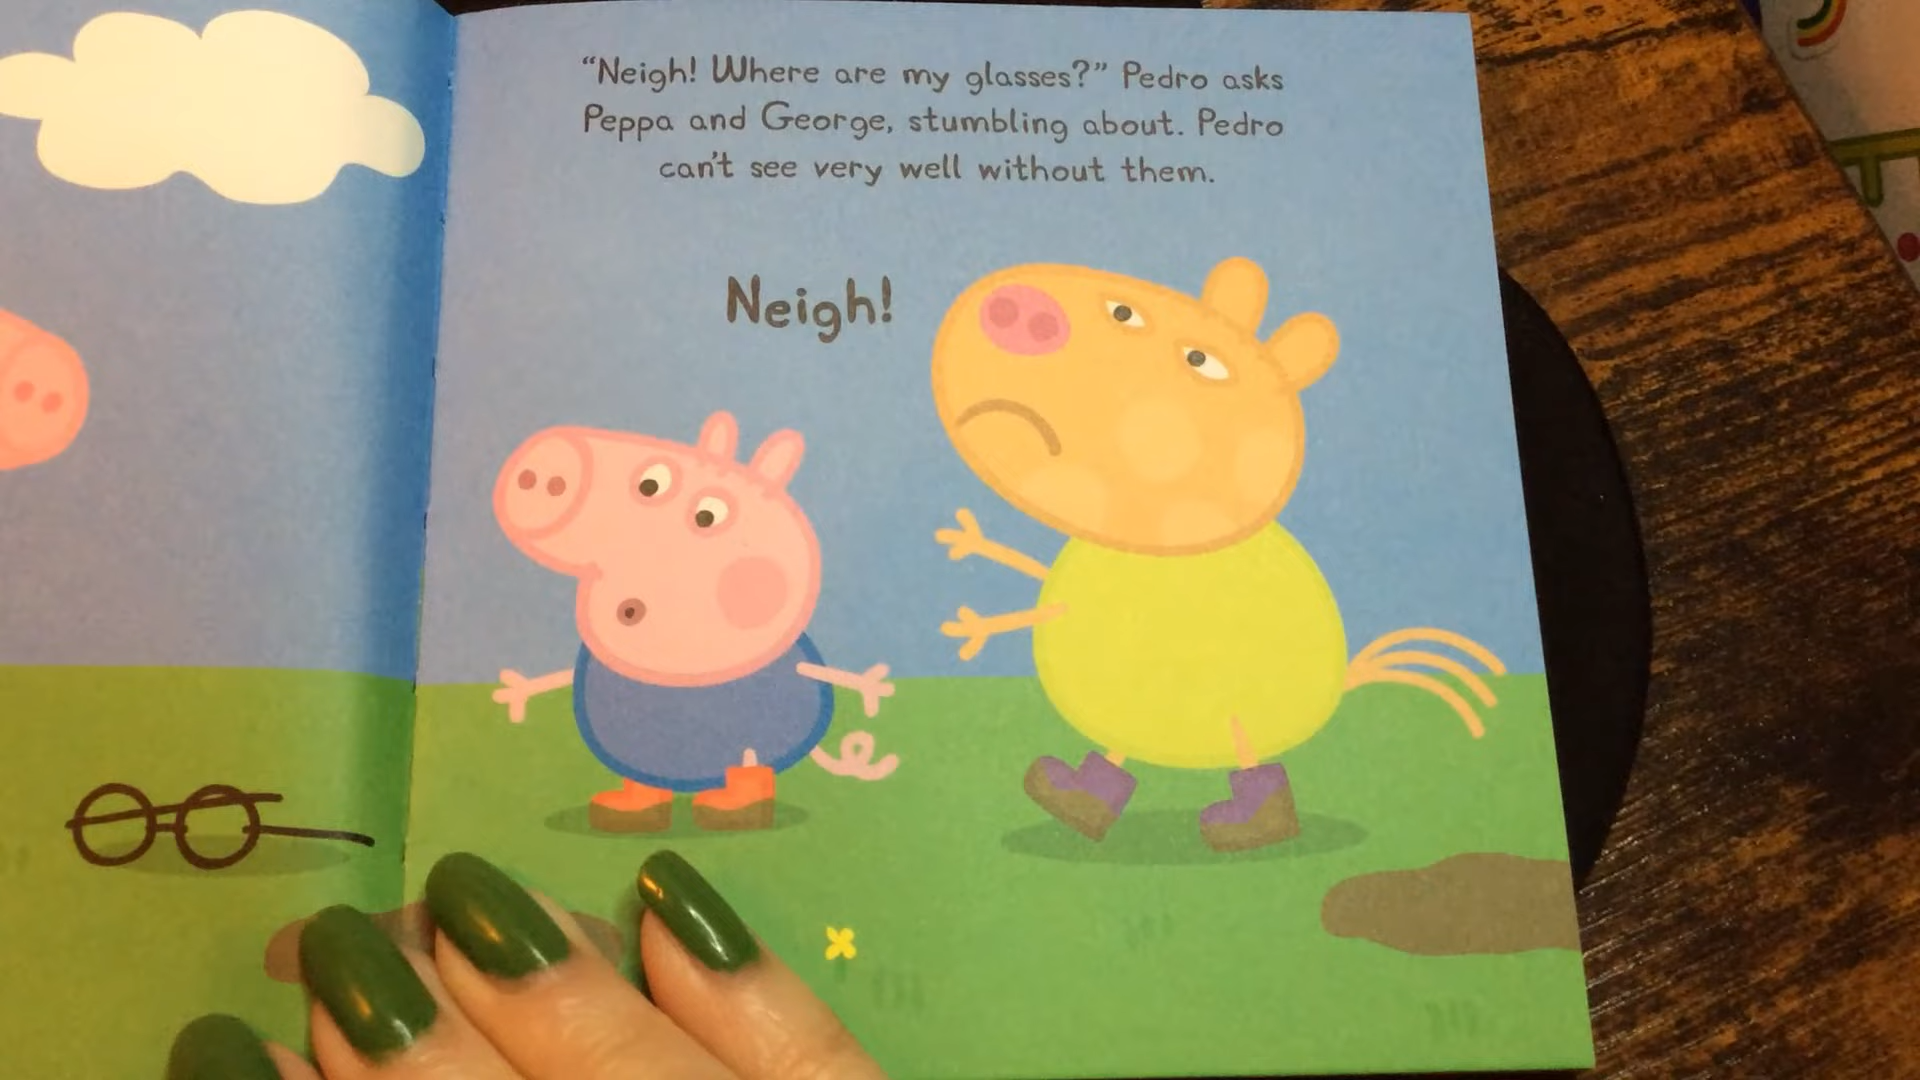 “Neigh! Where are my glasses?” Pedro asks
Peppa and George, stumbling about. Pedro
can't see very well without them.
Neigh!